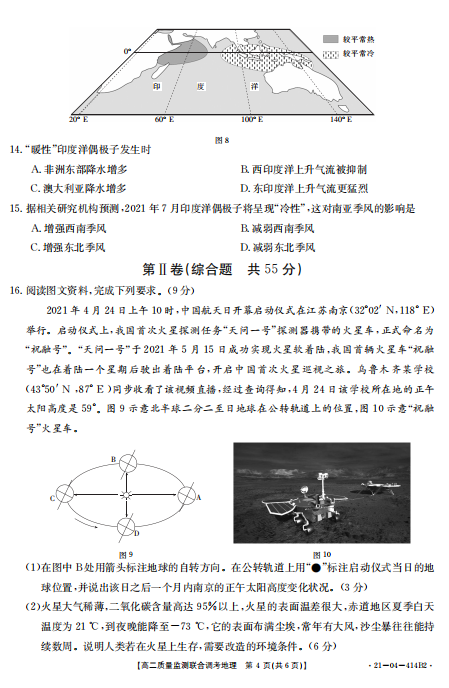 较平常热
较平常冷
0°
印 度 洋
20° E 60° E 100° E 140° E
图 8
14.“暖性”印度洋偶极子发生时
A. 非洲东部降水增多 B. 西印度洋上升气流被抑制
C. 澳大利亚降水增多 D. 东印度洋上升气流更猛烈
15. 据相关研究机构预测,2021 年 7 月印度洋偶极子将呈现“冷性”,这对南亚季风的影响是
A. 增强西南季风 B. 减弱西南季风
C. 增强东北季风 D. 减弱东北季风
第Ⅱ卷(综合题 共 55 分)
16. 阅读图文资料,完成下列要求。(9 分)
2021 年 4 月 24 日上午 10 时,中国航天日开幕启动仪式在江苏南京(32°02′ N,118° E)
举行。启动仪式上,我国首次火星探测任务“天问一号”探测器携带的火星车,正式命名为
“祝融号”。“天问一号”于 2021 年 5 月 15 日成功实现火星软着陆,我国首辆火星车“祝融
号”也在着陆一个星期后驶出着陆平台,开启中国首次火星巡视之旅。乌鲁木齐某学校
(43°50′ N,87° E)同步收看了该视频直播,经过查询得知,4 月 24 日该学校所在地的正午
太阳高度是 59°。图 9 示意北半球二分二至日地球在公转轨道上的位置,图 10 示意“祝融
号”火星车。
B
C
A
D
图 9 图 10
(1)在图中 B 处用箭头标注地球的自转方向。在公转轨道上用“●”标注启动仪式当日的地
球位置,并说出该日之后一个月内南京的正午太阳高度变化状况。(3 分)
(2)火星大气稀薄,二氧化碳含量高达 95%以上,火星的表面温差很大,赤道地区夏季白天
温度为 21 ℃,到夜晚能降至-73 ℃,它的表面布满尘埃,常年有大风,沙尘暴往往能持
续数周。说明人类若在火星上生存,需要改造的环境条件。(6 分)
【高二质量监测联合调考地理 第 4 页(共 6 页)】 ·21-04-414B2·